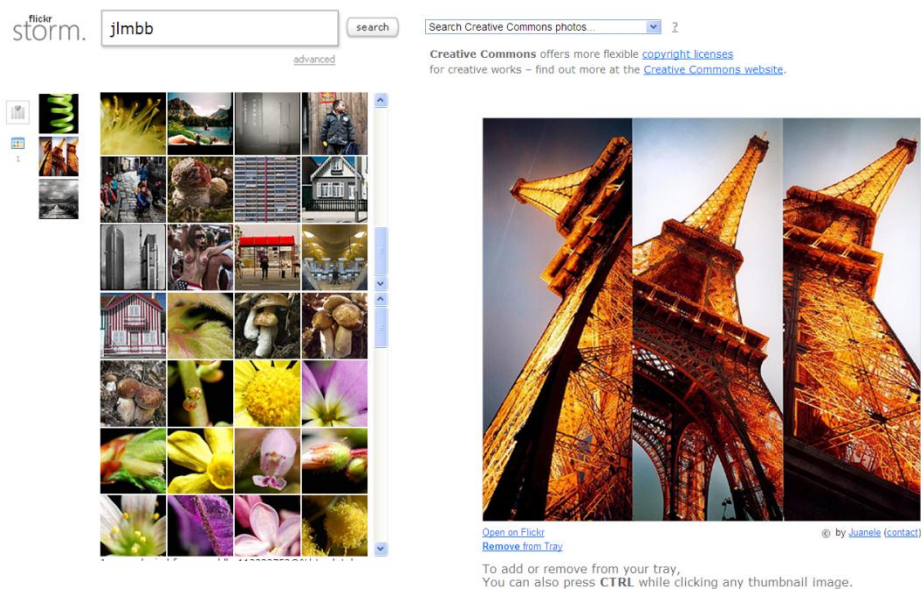 flickr
storm.
jlmbb
search
advanced
Search Creative Commons photos...
?
Creative Commons offers more flexible copyright licenses
for creative works – find out more at the Creative Commons website.
1
Open on Flickr
© by Juanele (contact)
Remove from Tray
To add or remove from your tray,
You can also press CTRL while clicking any thumbnail image.